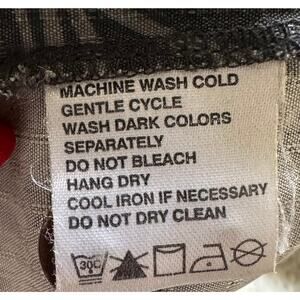 MACHINE WASH COLD
GENTLE CYCLE
WASH DARK COLORS
SEPARATELY
DO NOT BLEACH
HANG DRY
COOL IRON IF NECESSARY
DO NOT DRY CLEAN
30C